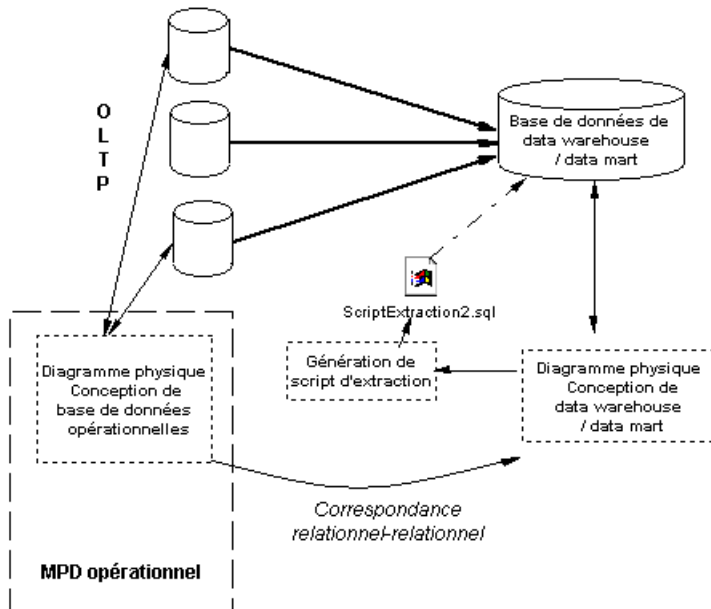 O
L
T
P
Base de données de
data warehouse
/ data mart
ScriptExtraction2.sql
Diagramme physique
Conception de
base de données
opérationnelles
Génération de
script d'extraction
Diagramme physique
Conception de
data warehouse
/ data mart
Correspondance
relationnel-relationnel
MPD opérationnel